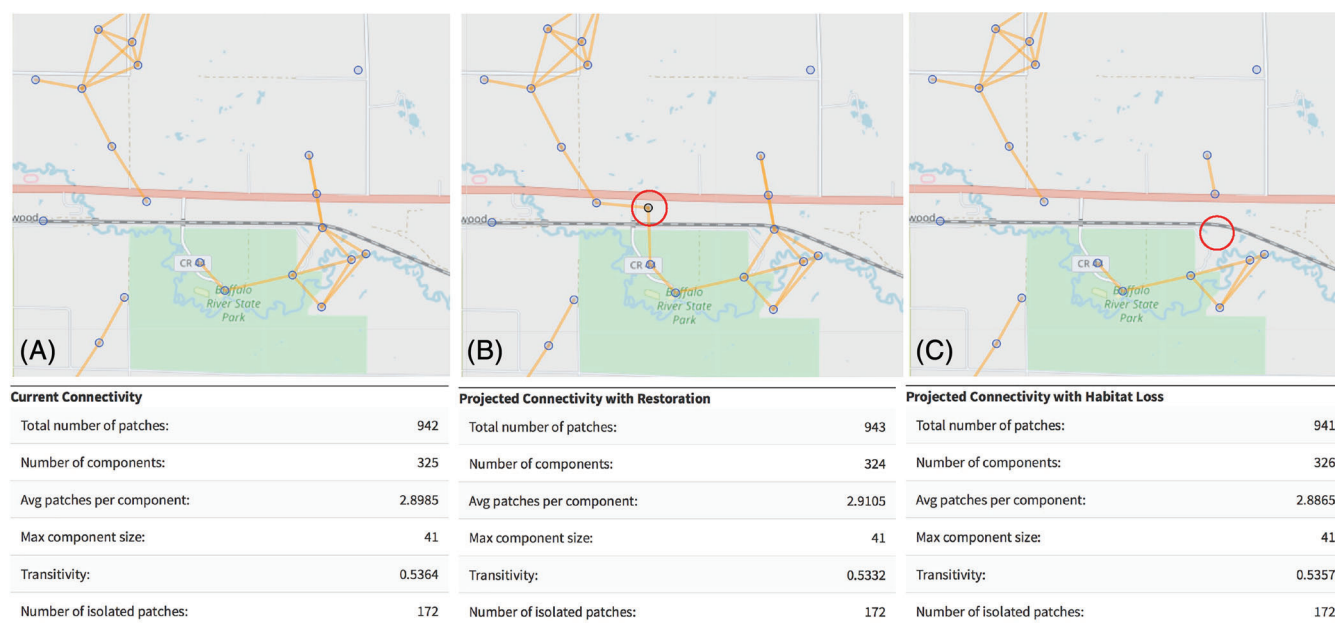 wood
CR
Buffalo
River State
Park
(A)
wood
CR
Buffalo
River State
Park
(B)
wood
CR
Buffalo
River State
Park
(C)
Current Connectivity
Total number of patches: 942
Number of components: 325
Avg patches per component: 2.8985
Max component size: 41
Transitivity: 0.5364
Number of isolated patches: 172
Projected Connectivity with Restoration
Total number of patches: 943
Number of components: 324
Avg patches per component: 2.9105
Max component size: 41
Transitivity: 0.5332
Number of isolated patches: 172
Projected Connectivity with Habitat Loss
Total number of patches: 941
Number of components: 326
Avg patches per component: 2.8865
Max component size: 41
Transitivity: 0.5357
Number of isolated patches: 172